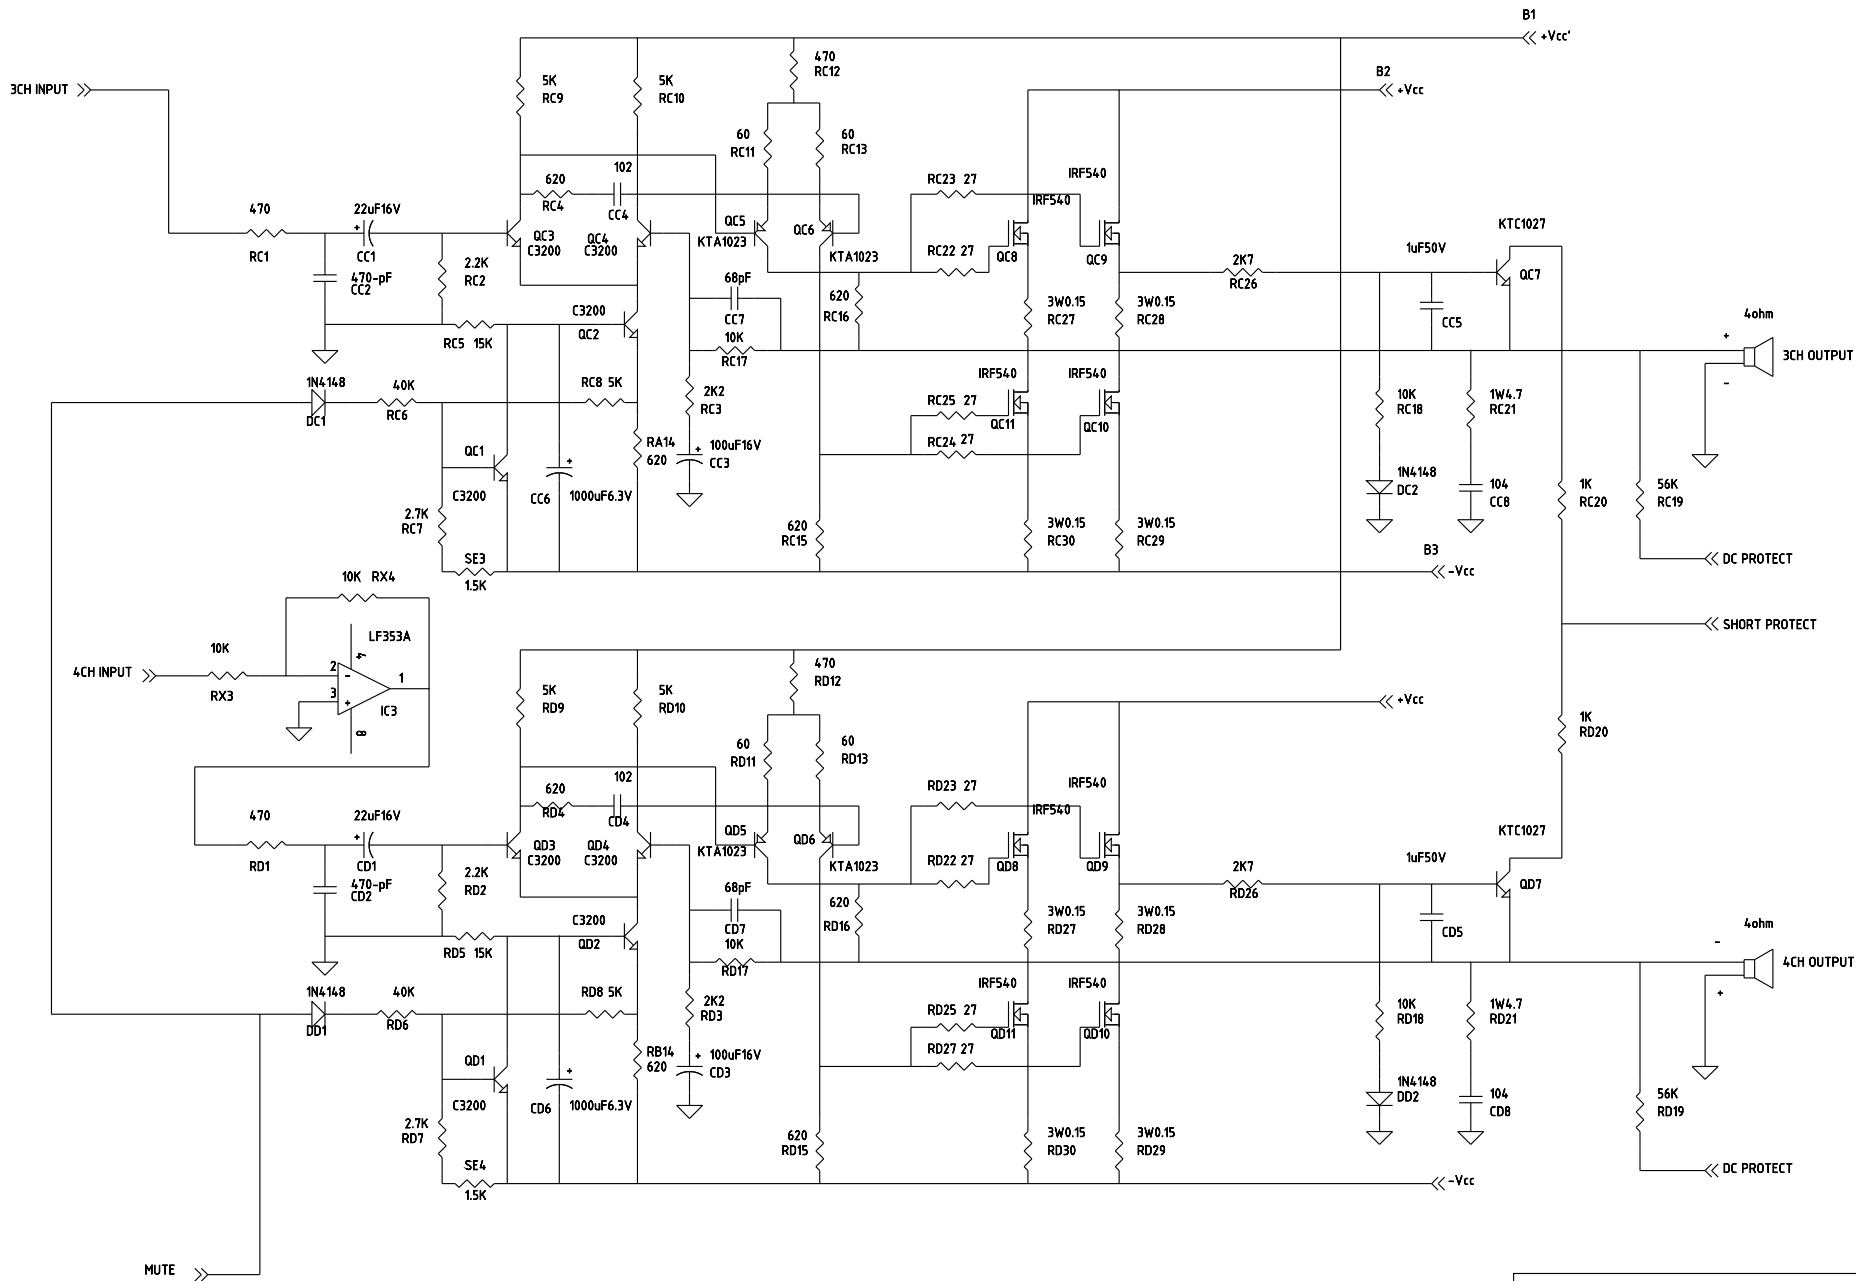 B1
+Vcc'
470
RC12
B2
+Vcc
5K
RC9
5K
RC10
3CH INPUT
60
RC11
60
RC13
102
620
RC4
CC4
RC23 27
IRF540
IRF540
470
RC1
22uF16V
+
CC1
470-pF
CC2
2.2K
RC2
QC3
C3200
QC4
C3200
QC5
KTA1023
QC6
KTA1023
RC22 27
QC8
QC9
2K7
RC26
KTC1027
1uF50V
QC7
CC5
68pF
CC7
620
RC16
3W0.15
RC27
3W0.15
RC28
C3200
QC2
RC5 15K
10K
RC17
4ohm
+
3CH OUTPUT
-
1N4148
DC1
40K
RC6
RC8 5K
2K2
RC3
IRF540
IRF540
RC25 27
QC11
QC10
RC24 27
10K
RC18
1W4.7
RC21
RA14
620
+
100uF16V
CC3
QC1
C3200
+
CC6
1000uF6.3V
1N4148
DC2
104
CC8
1K
RC20
56K
RC19
2.7K
RC7
620
RC15
3W0.15
RC30
3W0.15
RC29
SE3
1.5K
B3
-Vcc
DC PROTECT
10K RX4
LF353A
4
SHORT PROTECT
10K
RX3
4CH INPUT
2
-
3
+
1
IC3
8
470
RD12
5K
RD9
5K
RD10
+Vcc
60
RD11
60
RD13
1K
RD20
102
620
RD4
CD4
RD23 27
IRF540
IRF540
470
RD1
22uF16V
+
CD1
470-pF
CD2
2.2K
RD2
QD3
C3200
QD4
C3200
QD5
KTA1023
QD6
KTA1023
RD22 27
QD8
QD9
2K7
RD26
KTC1027
1uF50V
QD7
CD5
68pF
CD7
620
RD16
3W0.15
RD27
3W0.15
RD28
C3200
QD2
RD5 15K
10K
RD17
4ohm
-
4CH OUTPUT
+
1N4148
DD1
40K
RD6
RD8 5K
2K2
RD3
IRF540
IRF540
RD25 27
QD11
QD10
RD27 27
10K
RD18
1W4.7
RD21
RB14
620
+
100uF16V
CD3
QD1
C3200
+
CD6
1000uF6.3V
1N4148
DD2
104
CD8
56K
RD19
2.7K
RD7
620
RD15
3W0.15
RD30
3W0.15
RD29
SE4
1.5K
-Vcc
DC PROTECT
MUTE